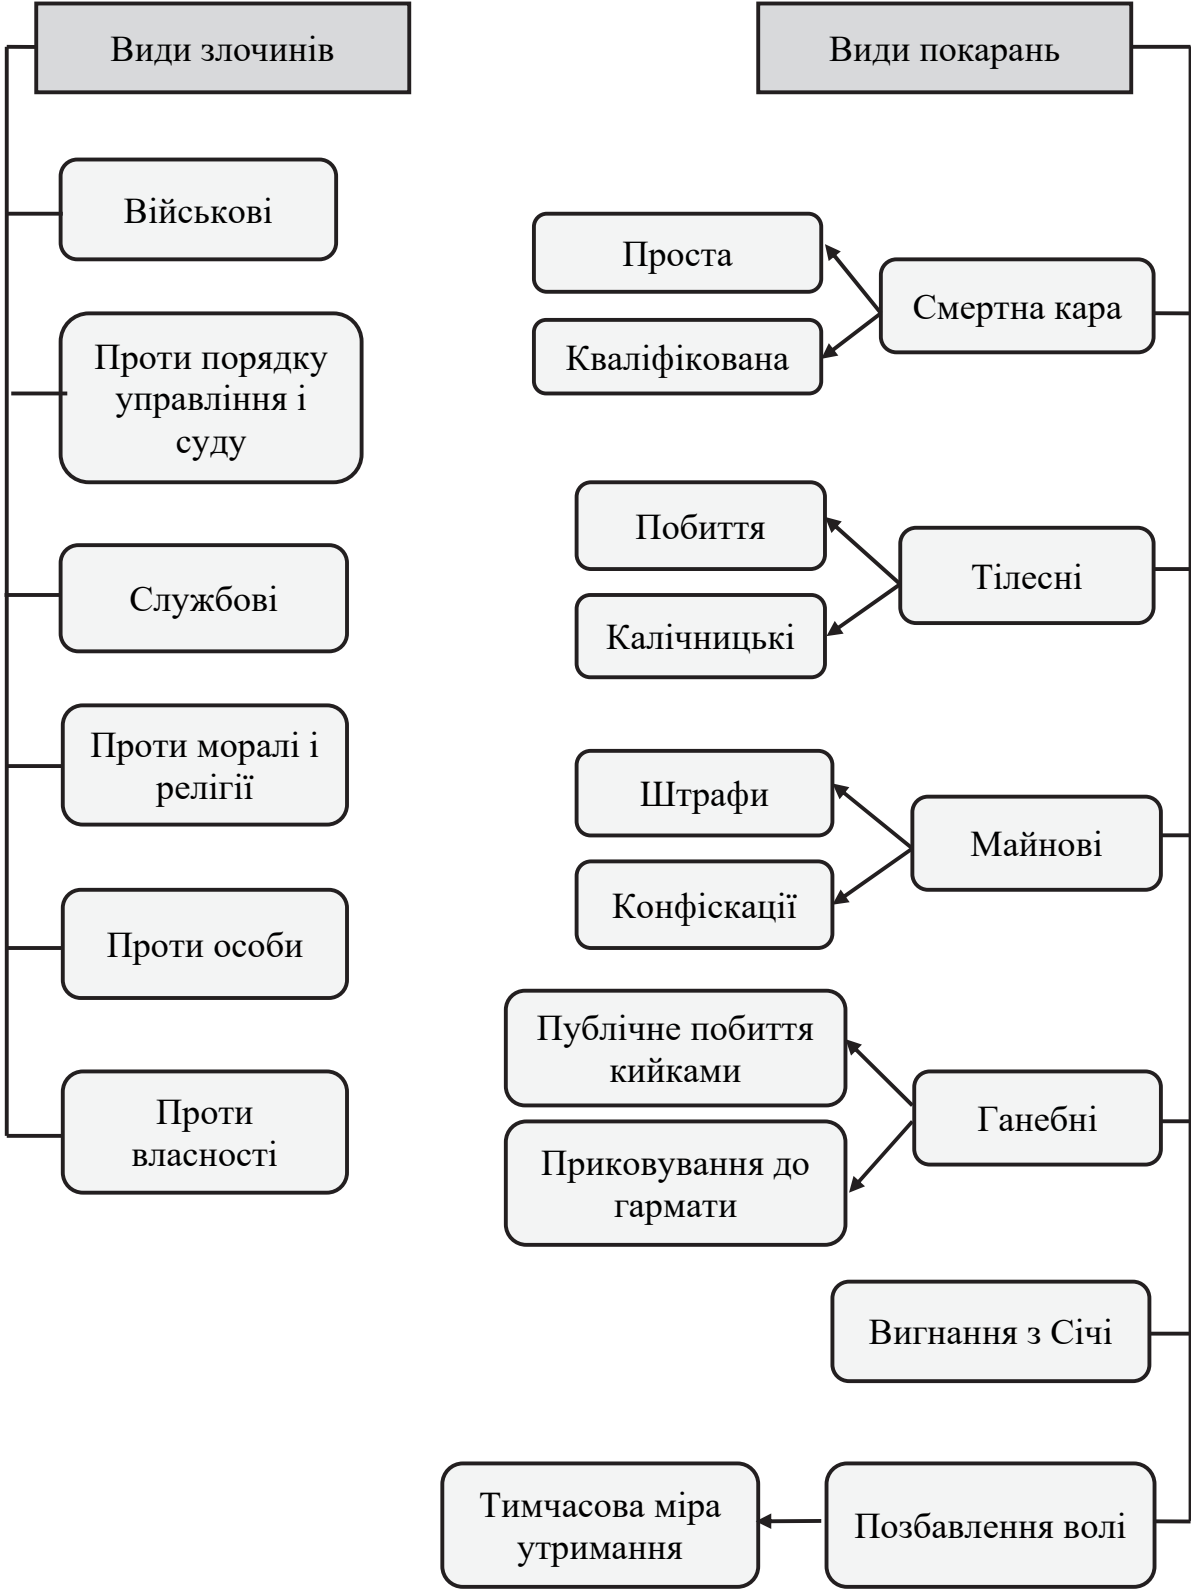 Види злочинів
Військові
Проти порядку
управління і
суду
Службові
Проти моралі і
релігії
Проти особи
Проти
власності
Види покарань
Смертна кара
Проста
Кваліфікована
Тілесні
Побиття
Калічницькі
Майнові
Штрафи
Конфіскації
Ганебні
Публічне побиття
кийками
Приковування до
гармати
Вигнання з Січі
Позбавлення волі
Тимчасова міра
утримання